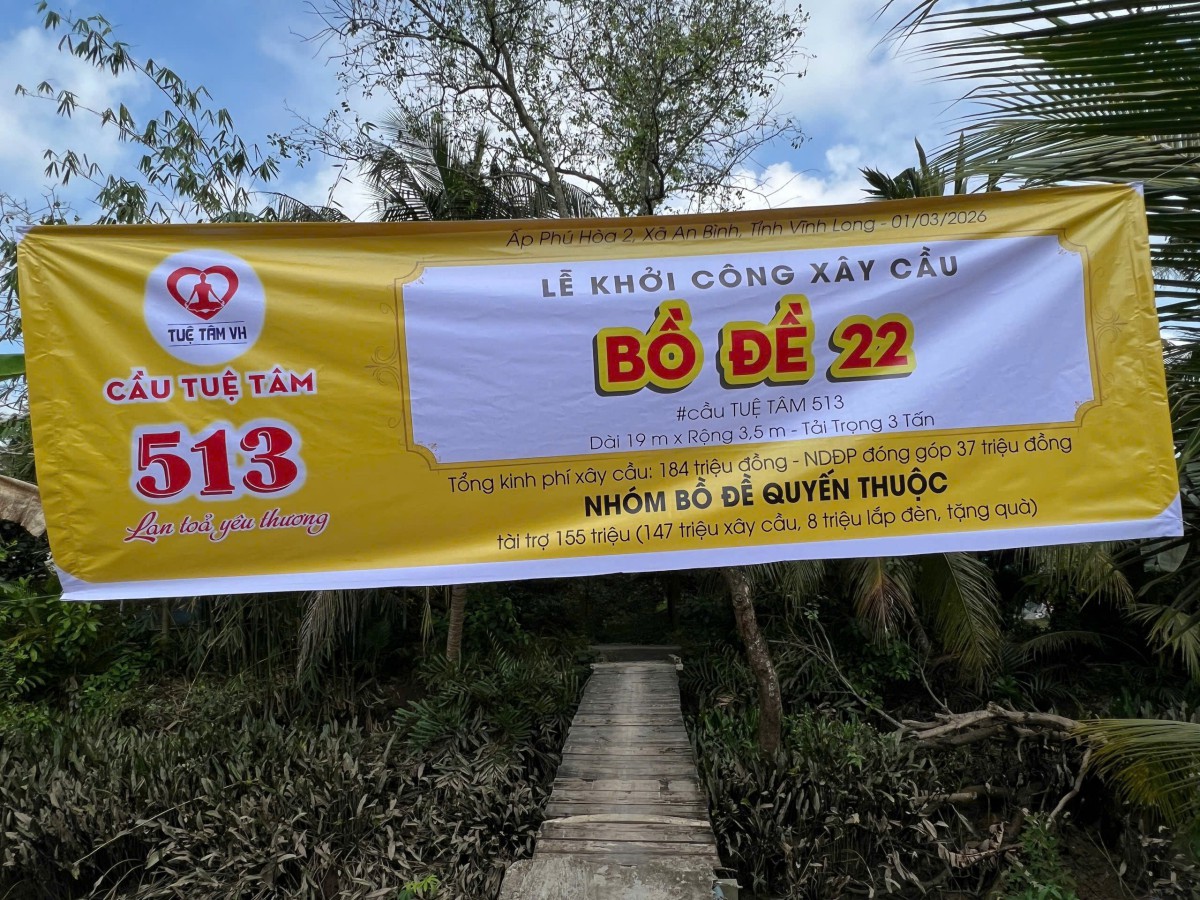 Ấp Phú Hòa 2, Xã An Bình, Tỉnh Vĩnh Long - 01/03/2026
TUỆ TÂM VH
CẦU TUỆ TÂM
513
Lan toả yêu thương
LỄ KHỞI CÔNG XÂY CẦU
BỒ ĐỀ 22
#cầu TUỆ TÂM 513
Dài 19 m x Rộng 3,5 m - Tải Trọng 3 Tấn
Tổng kinh phí xây cầu: 184 triệu đồng - NDĐP đóng góp 37 triệu đồng
NHÓM BỒ ĐỀ QUYẾN THUỘC
tài trợ 155 triệu (147 triệu xây cầu, 8 triệu lắp đèn, tặng quà)